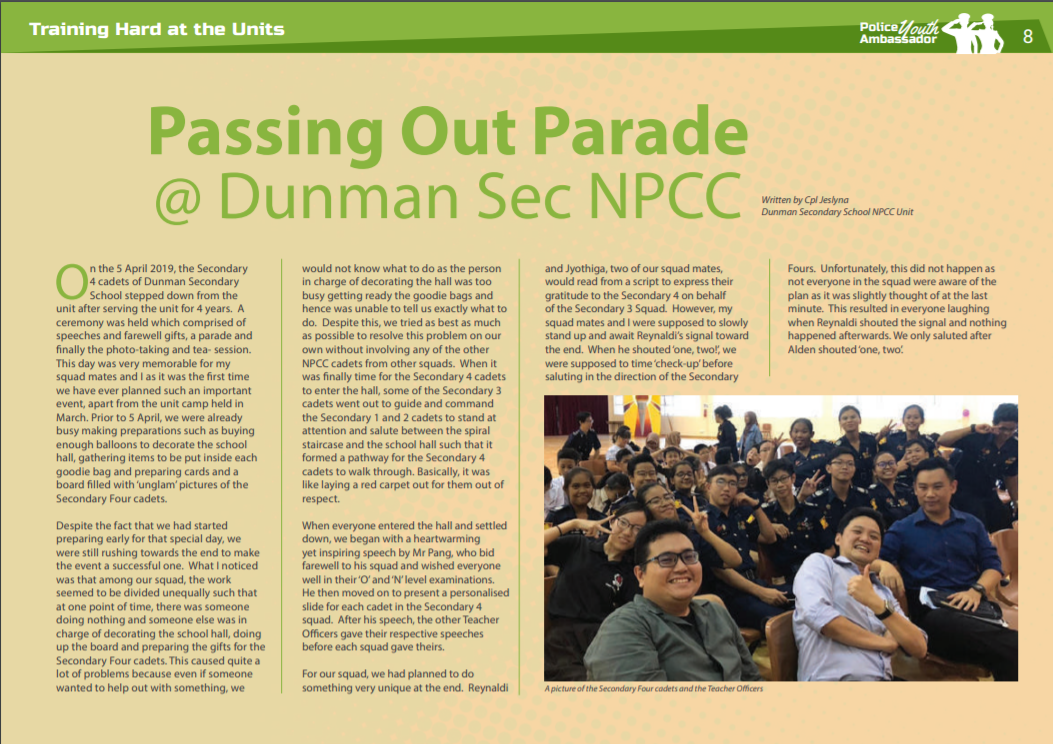 Training Hard at the Units
Police Youth
Ambassador
8
Passing Out Parade
@ Dunman Sec NPCC
Written by Cpl Jeslyna
Dunman Secondary School NPCC Unit
On the 5 April 2019, the Secondary
4 cadets of Dunman Secondary
School stepped down from the
unit after serving the unit for 4 years. A
ceremony was held which comprised of
speeches and farewell gifts, a parade and
finally the photo-taking and tea- session.
This day was very memorable for my
squad mates and I as it was the first time
we have ever planned such an important
event, apart from the unit camp held in
March. Prior to 5 April, we were already
busy making preparations such as buying
enough balloons to decorate the school
hall, gathering items to be put inside each
goodie bag and preparing cards and a
board filled with ‘unglam’ pictures of the
Secondary Four cadets.
Despite the fact that we had started
preparing early for that special day, we
were still rushing towards the end to make
the event a successful one. What I noticed
was that among our squad, the work
seemed to be divided unequally such that
at one point of time, there was someone
doing nothing and someone else was in
charge of decorating the school hall, doing
up the board and preparing the gifts for the
Secondary Four cadets. This caused quite a
lot of problems because even if someone
wanted to help out with something, we
would not know what to do as the person
in charge of decorating the hall was too
busy getting ready the goodie bags and
hence was unable to tell us exactly what to
do. Despite this, we tried as best as much
as possible to resolve this problem on our
own without involving any of the other
NPCC cadets from other squads. When it
was finally time for the Secondary 4 cadets
to enter the hall, some of the Secondary 3
cadets went out to guide and command
the Secondary 1 and 2 cadets to stand at
attention and salute between the spiral
staircase and the school hall such that it
formed a pathway for the Secondary 4
cadets to walk through. Basically, it was
like laying a red carpet out for them out of
respect.
When everyone entered the hall and settled
down, we began with a heartwarming
yet inspiring speech by Mr Pang, who bid
farewell to his squad and wished everyone
well in their ‘O’ and ‘N’ level examinations.
He then moved on to present a personalised
slide for each cadet in the Secondary 4
squad. After his speech, the other Teacher
Officers gave their respective speeches
before each squad gave theirs.
For our squad, we had planned to do
something very unique at the end. Reynaldi
and Jyothiga, two of our squad mates,
would read from a script to express their
gratitude to the Secondary 4 on behalf
of the Secondary 3 Squad. However, my
squad mates and I were supposed to slowly
stand up and await Reynaldi’s signal toward
the end. When he shouted ‘one, two!’, we
were supposed to time ‘check-up’ before
saluting in the direction of the Secondary
Fours. Unfortunately, this did not happen as
not everyone in the squad were aware of the
plan as it was slightly thought of at the last
minute. This resulted in everyone laughing
when Reynaldi shouted the signal and nothing
happened afterwards. We only saluted after
Alden shouted ‘one, two’.
A picture of the Secondary Four cadets and the Teacher Officers